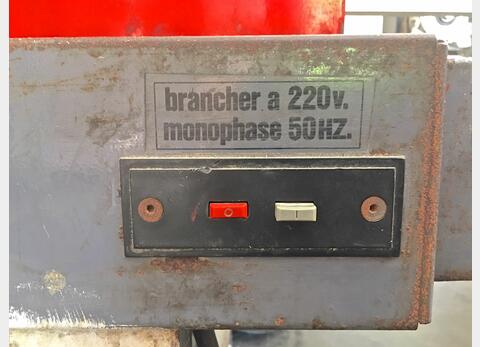 brancher a 220v.
monophase 50HZ.
O I